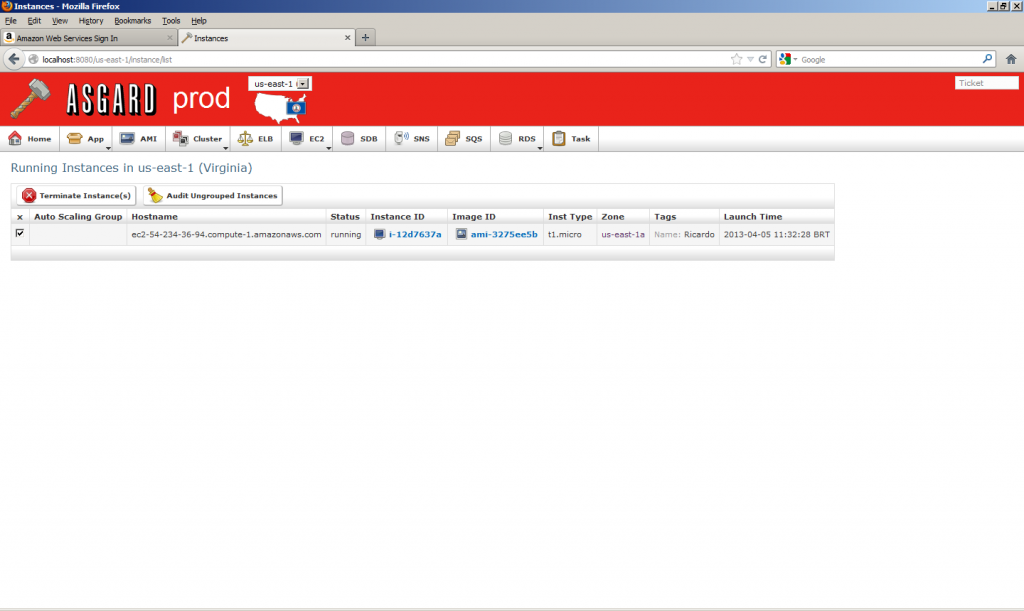 Instances - Mozilla Firefox
File Edit View History Bookmarks Tools Help
Amazon Web Services Sign In Instances
localhost:8080/us-east-1/instance/list Google
ASGARD prod us-east-1 Ticket
Home App AMI Cluster ELB EC2 SDB SNS SQS RDS Task
Running Instances in us-east-1 (Virginia)
Terminate Instance(s) Audit Ungrouped Instances
x Auto Scaling Group Hostname Status Instance ID Image ID Inst Type Zone Tags Launch Time
ec2-54-234-36-94.compute-1.amazonaws.com running i-12d7637a ami-3275ee5b t1.micro us-east-1a Name: Ricardo 2013-04-05 11:32:28 BRT